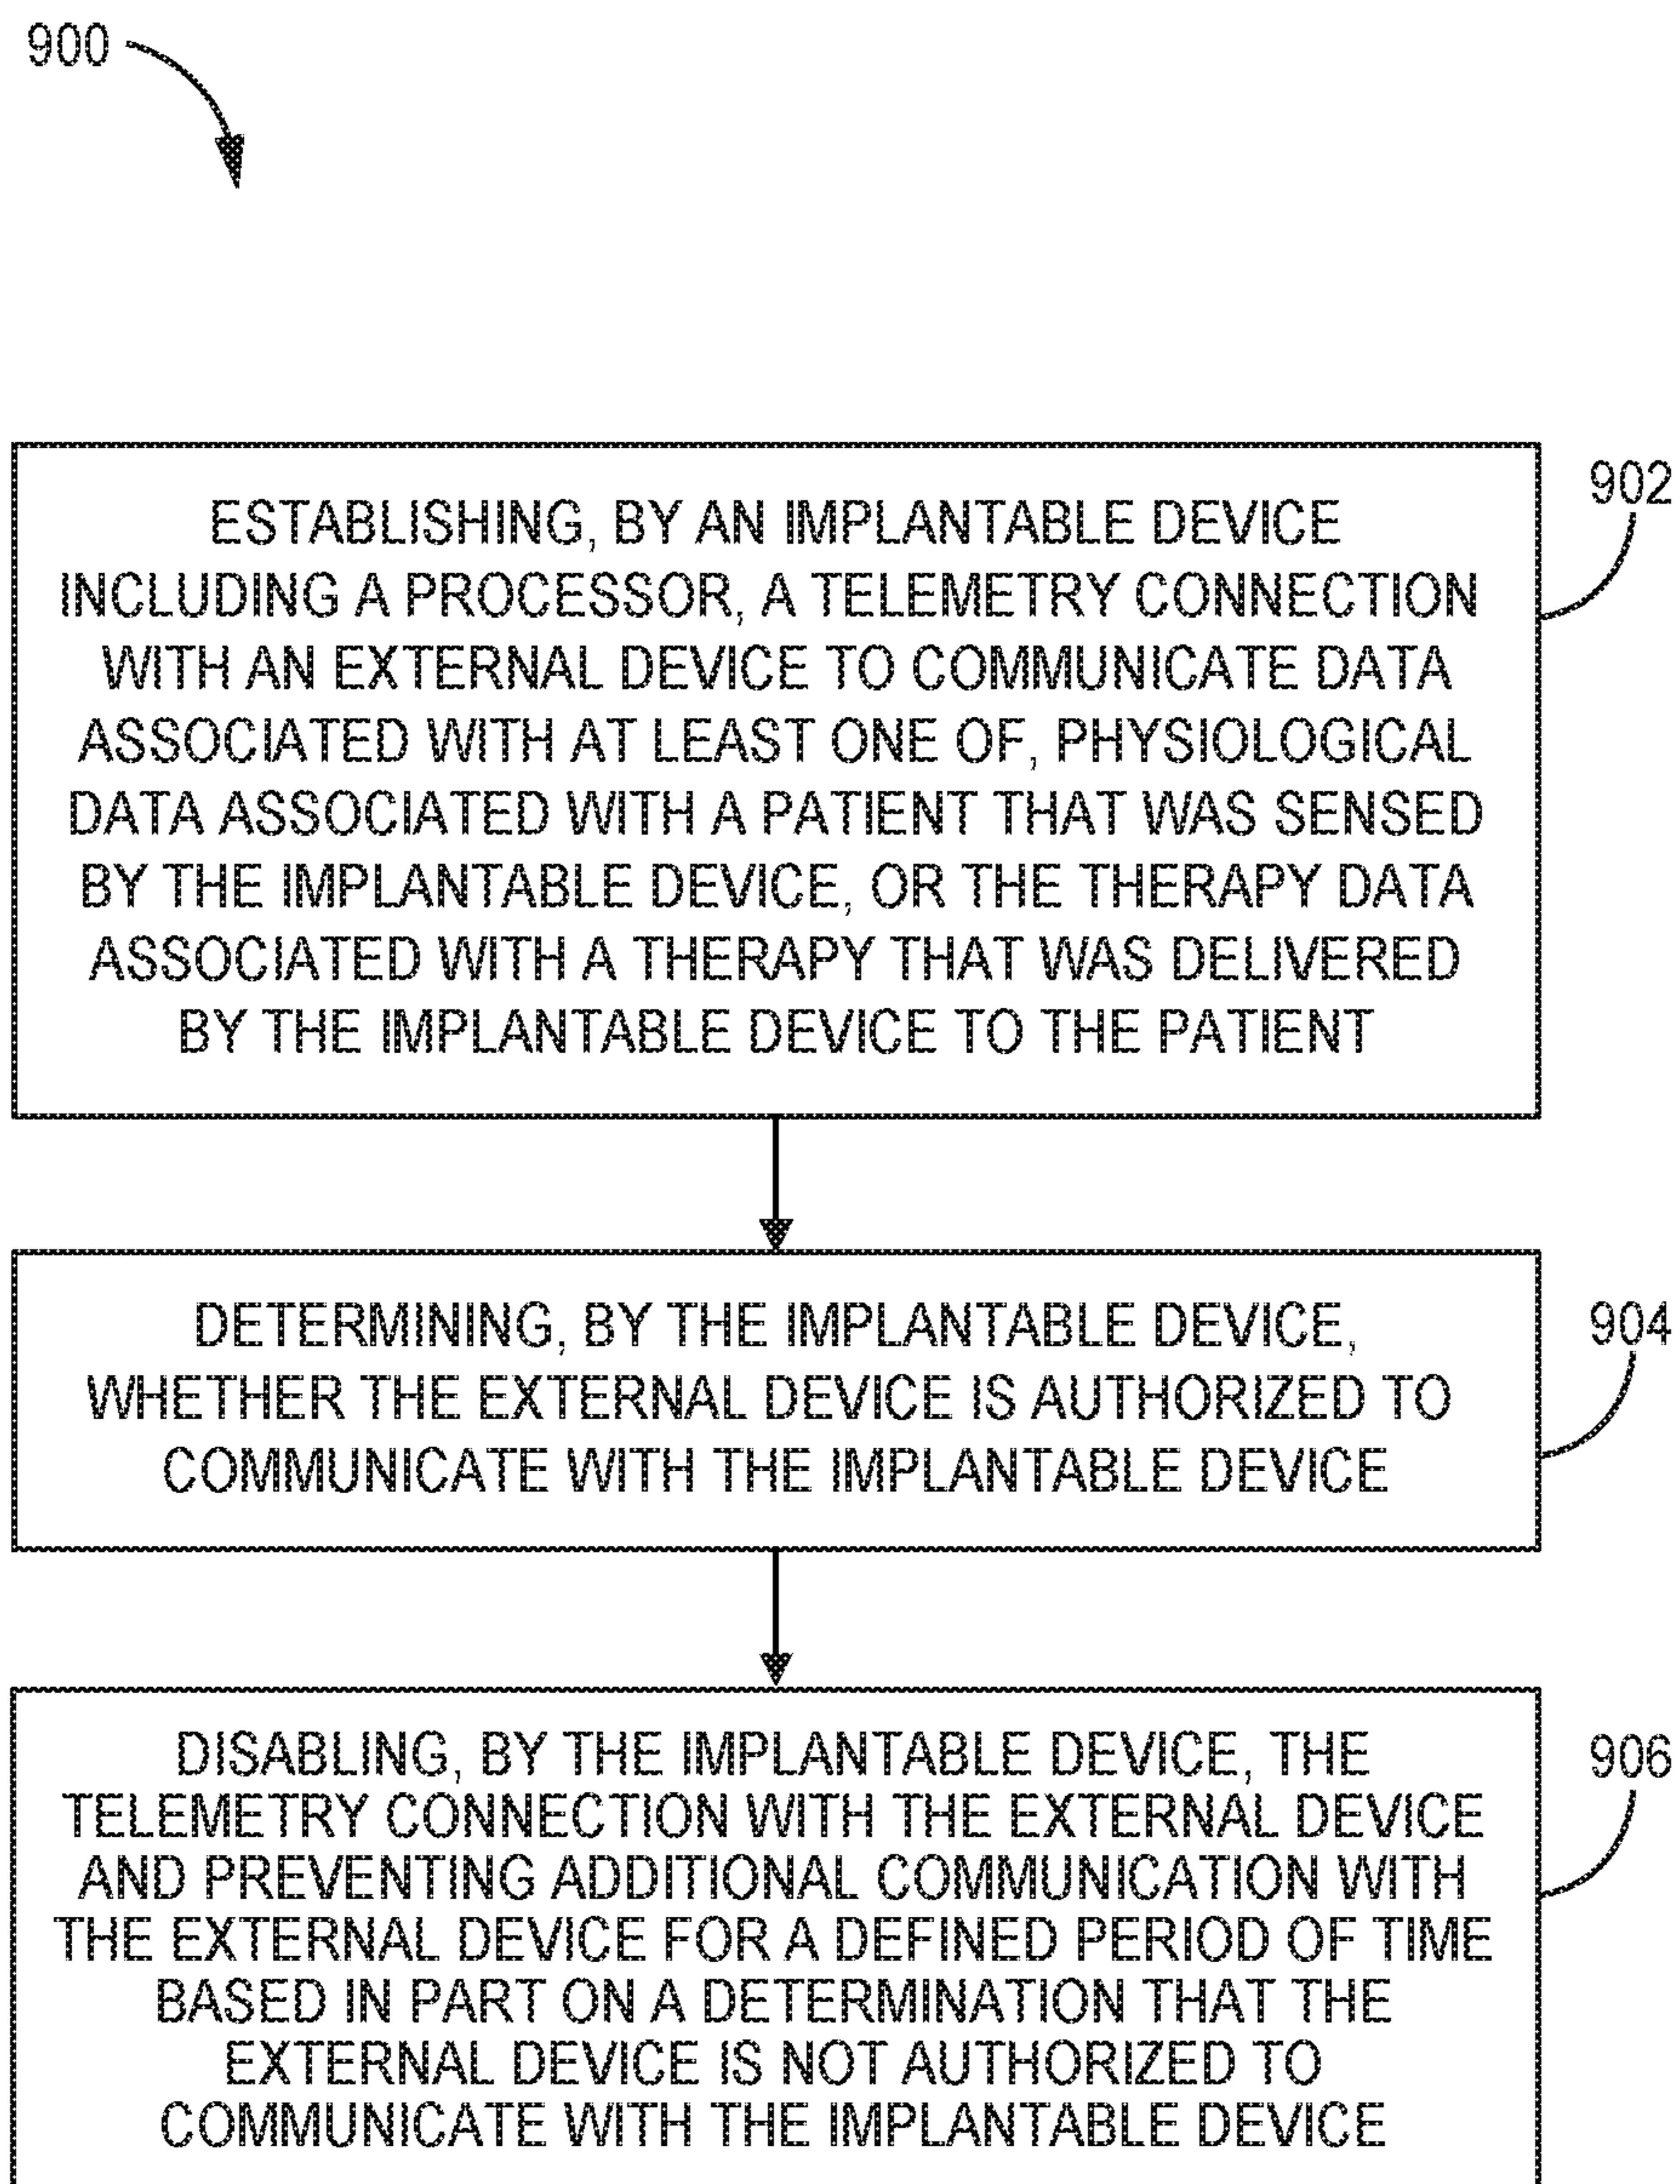 900
902
ESTABLISHING, BY AN IMPLANTABLE DEVICE
INCLUDING A PROCESSOR, A TELEMETRY CONNECTION
WITH AN EXTERNAL DEVICE TO COMMUNICATE DATA
ASSOCIATED WITH AT LEAST ONE OF, PHYSIOLOGICAL
DATA ASSOCIATED WITH A PATIENT THAT WAS SENSED
BY THE IMPLANTABLE DEVICE, OR THE THERAPY DATA
ASSOCIATED WITH A THERAPY THAT WAS DELIVERED
BY THE IMPLANTABLE DEVICE TO THE PATIENT
904
DETERMINING, BY THE IMPLANTABLE DEVICE,
WHETHER THE EXTERNAL DEVICE IS AUTHORIZED TO
COMMUNICATE WITH THE IMPLANTABLE DEVICE
906
DISABLING, BY THE IMPLANTABLE DEVICE, THE
TELEMETRY CONNECTION WITH THE EXTERNAL DEVICE
AND PREVENTING ADDITIONAL COMMUNICATION WITH
THE EXTERNAL DEVICE FOR A DEFINED PERIOD OF TIME
BASED IN PART ON A DETERMINATION THAT THE
EXTERNAL DEVICE IS NOT AUTHORIZED TO
COMMUNICATE WITH THE IMPLANTABLE DEVICE